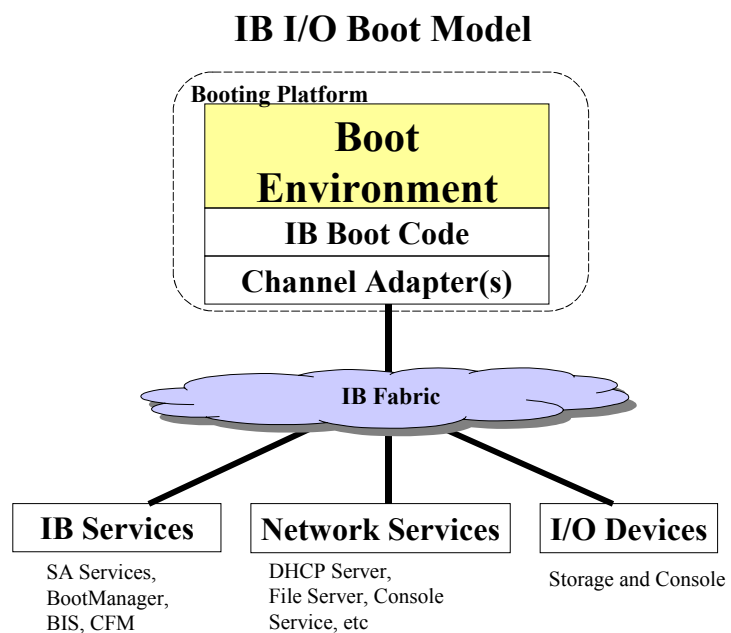 IB I/O Boot Model
Booting Platform
Boot
Environment
IB Boot Code
Channel Adapter(s)
IB Fabric
IB Services
SA Services,
BootManager,
BIS, CFM
Network Services
DHCP Server,
File Server, Console
Service, etc
I/O Devices
Storage and Console